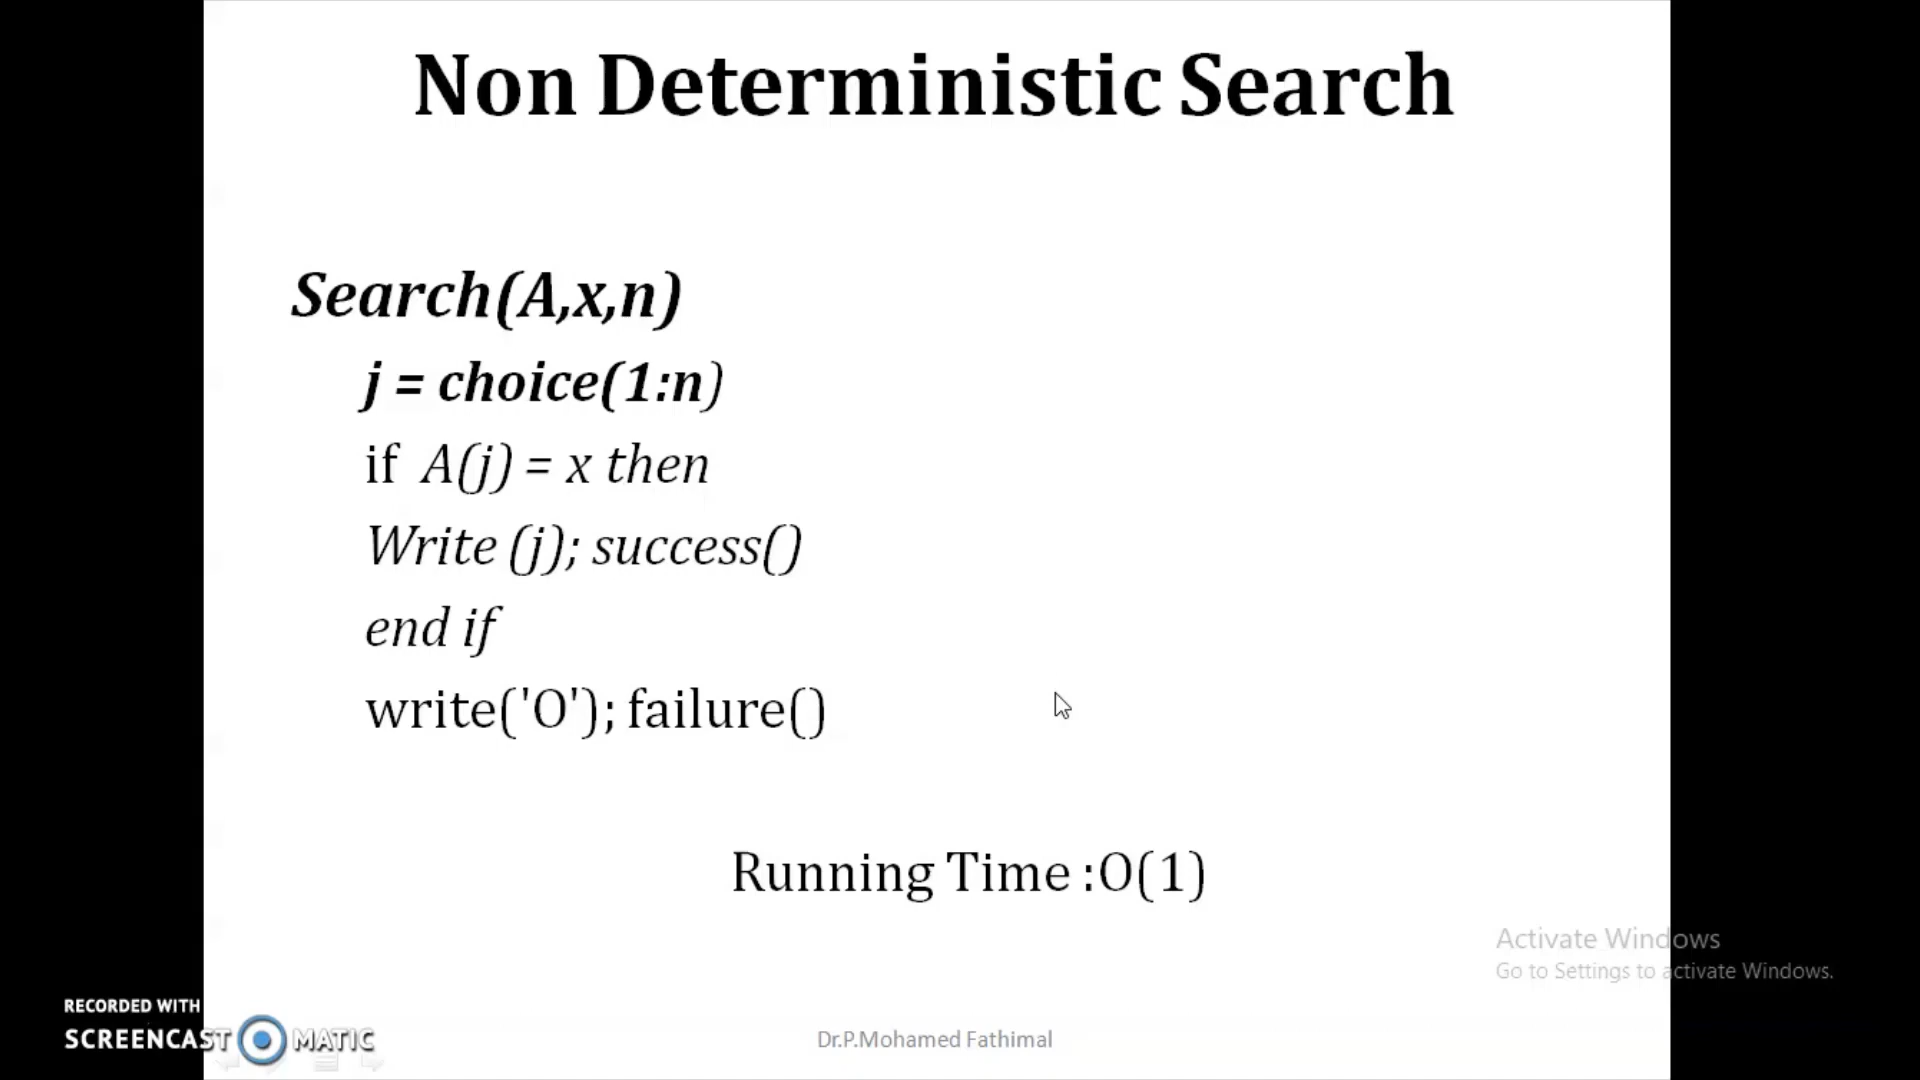 Non Deterministic Search
Search(A,x,n)
j = choice(1:n)
if A(j) = x then
Write (j); success()
end if
write('O'); failure()
Running Time :O(1)
Activate Windows
Go to Settings to activate Windows.
RECORDED WITH
SCREENCAST MATIC
Dr.P.Mohamed Fathimal